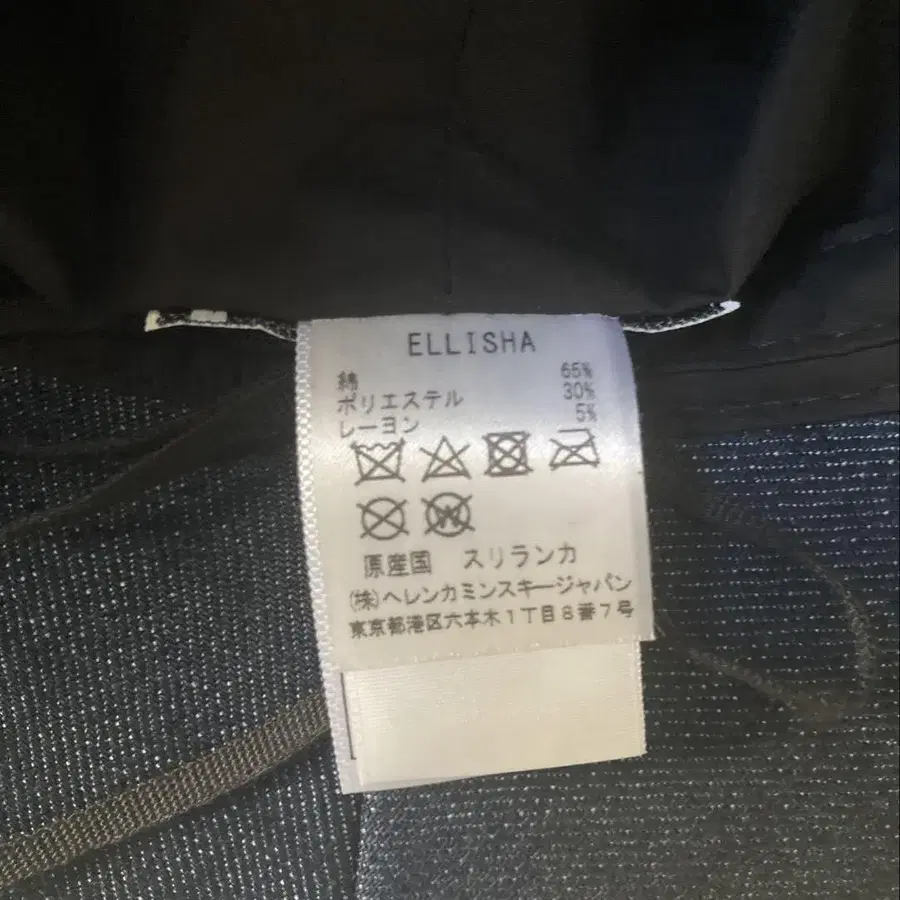 ELLISHA
綿 65%
ポリエステル 30%
レーヨン 5%
W
原産国 スリランカ
(株)ヘレンカミンスキージャパン
東京都港区六本木1丁目8番7号